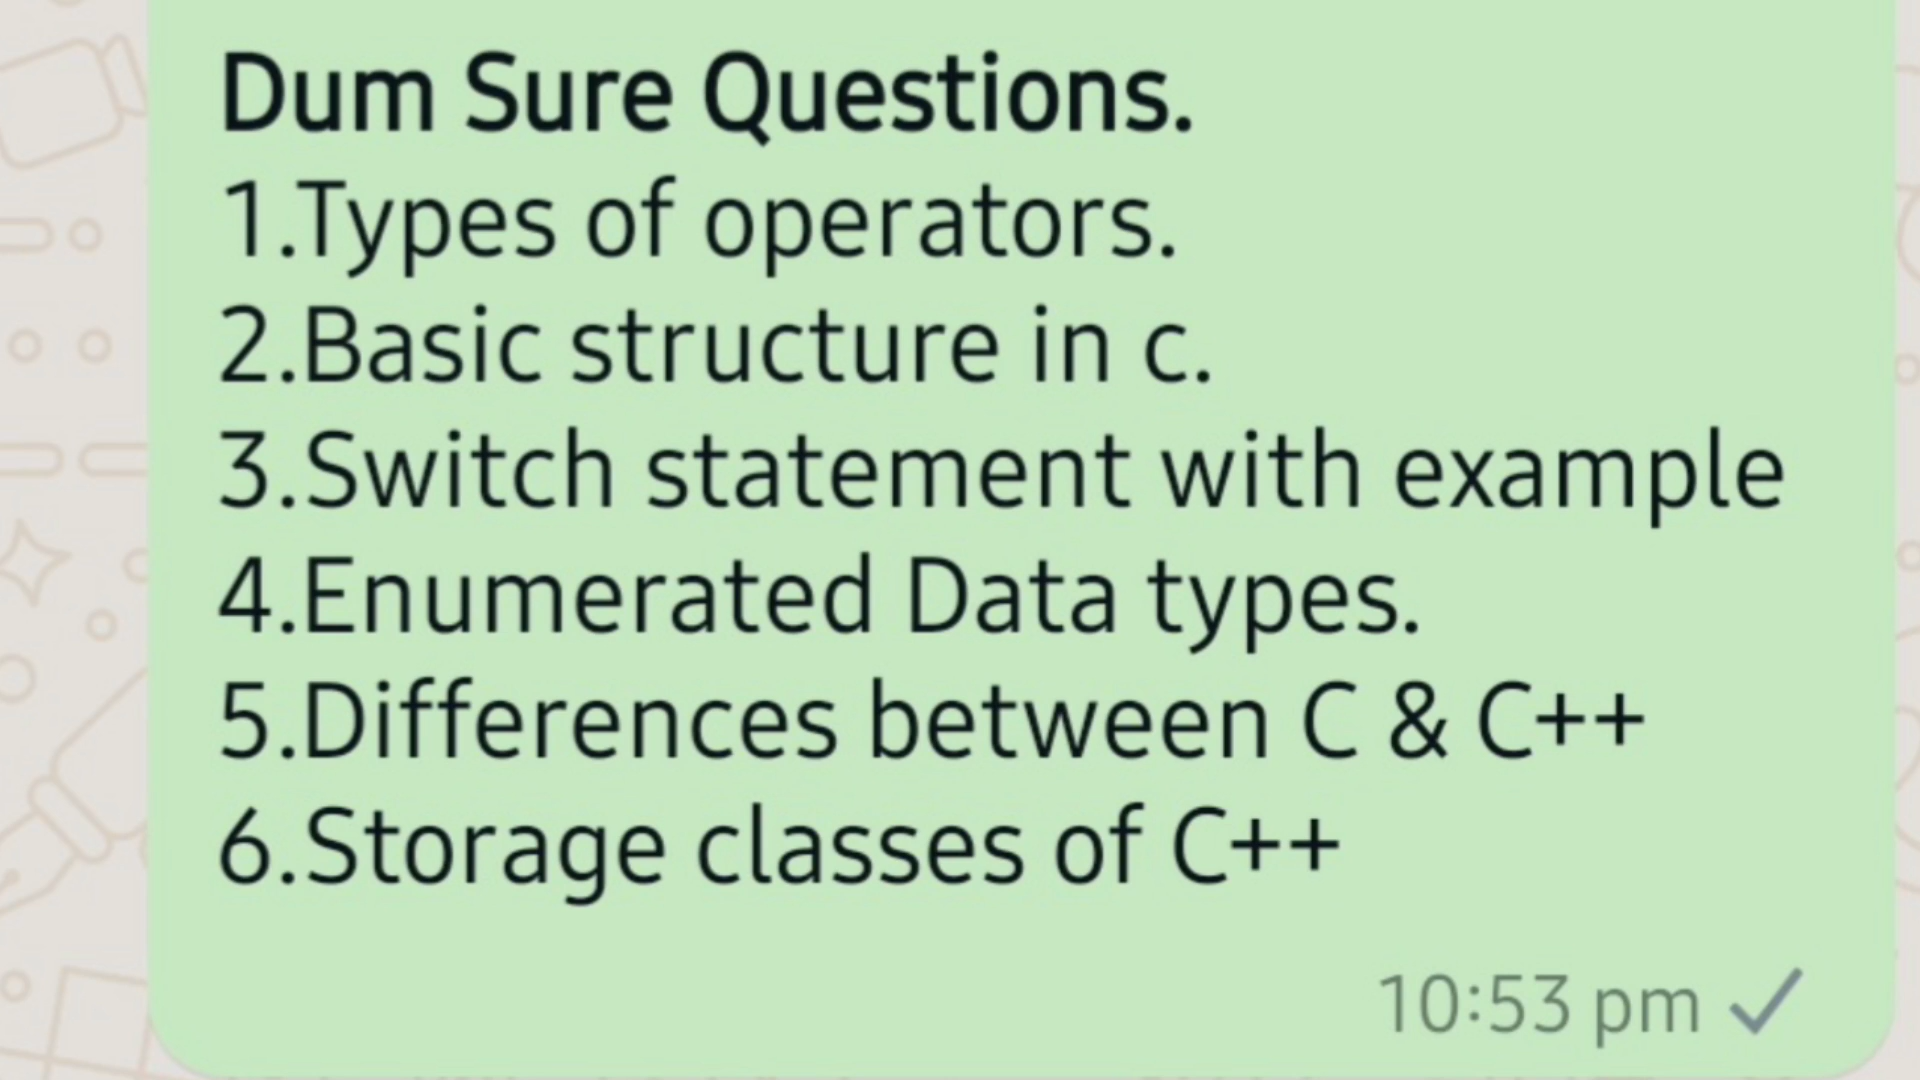 Dum Sure Questions.
1.Types of operators.
2.Basic structure in c.
3.Switch statement with example
4.Enumerated Data types.
5.Differences between C & C++
6.Storage classes of C++
10:53 pm